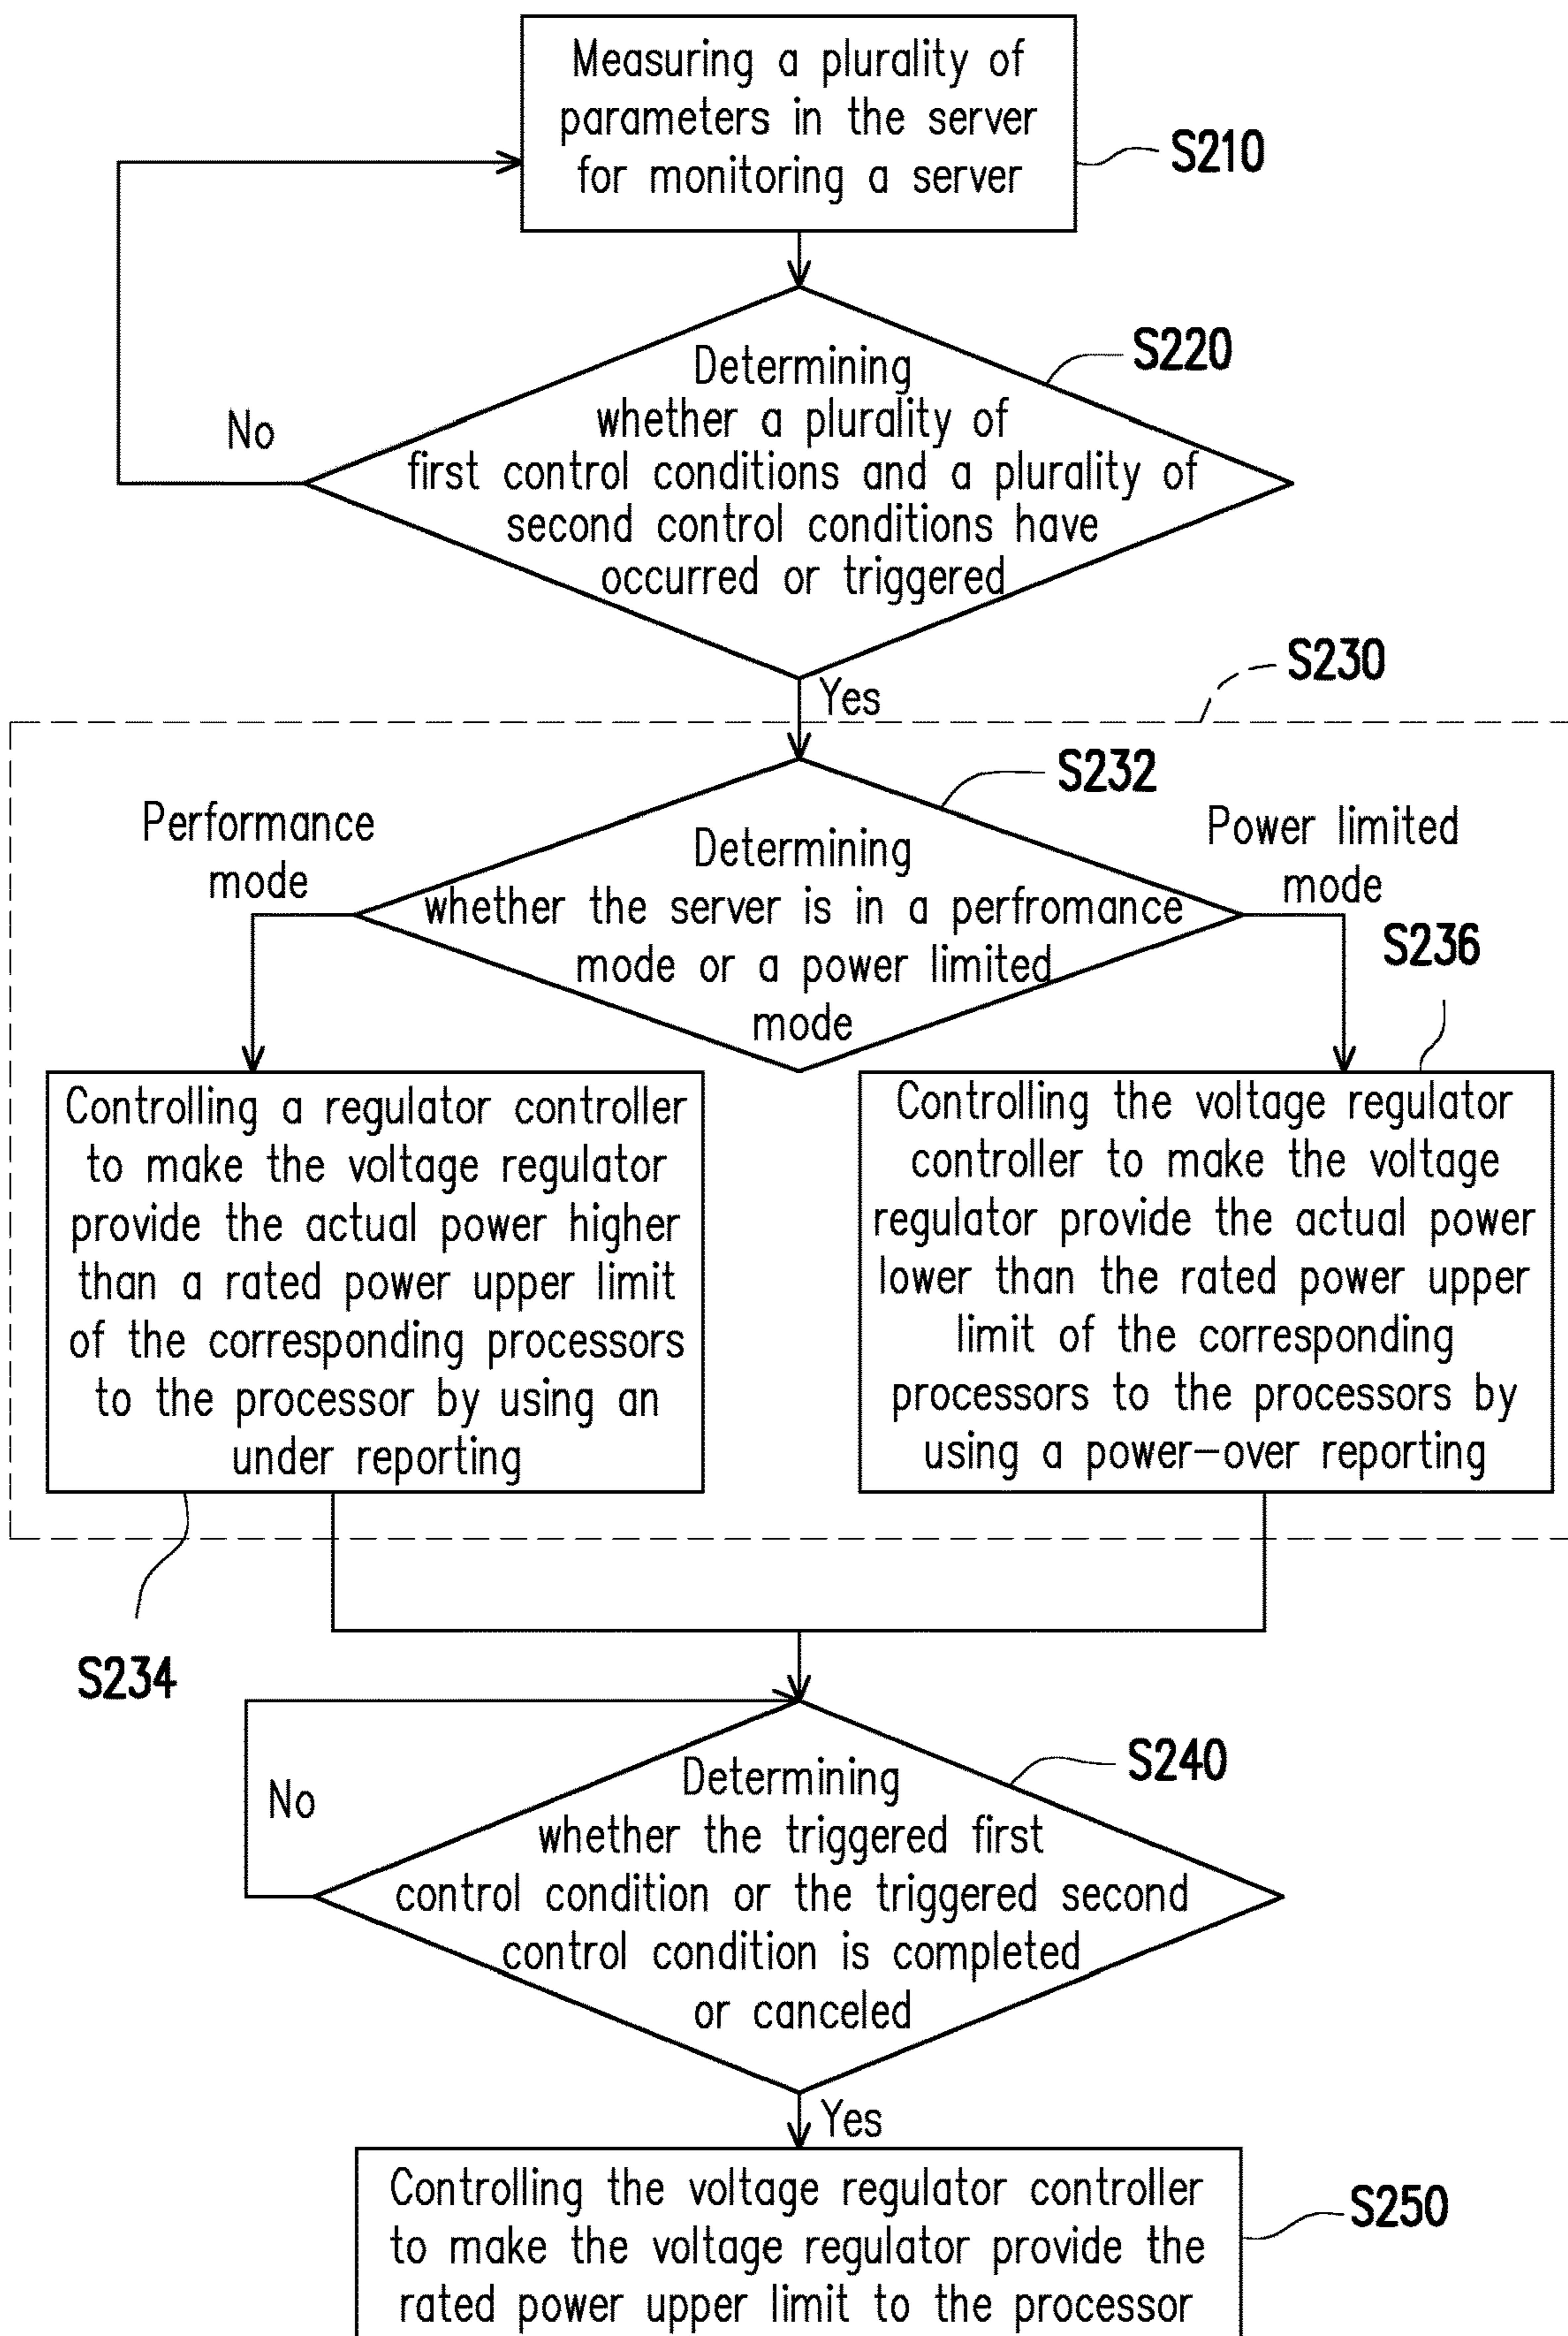 Measuring a plurality of
parameters in the server
for monitoring a server
S210
Determining
whether a plurality of
first control conditions and a plurality of
second control conditions have
occurred or triggered
S220
No
Yes
S230
S232
Determining
whether the server is in a perfromance
mode or a power limited
mode
Performance
mode
Power limited
mode
S236
Controlling a regulator controller
to make the voltage regulator
provide the actual power higher
than a rated power upper limit
of the corresponding processors
to the processor by using an
under reporting
Controlling the voltage regulator
controller to make the voltage
regulator provide the actual power
lower than the rated power upper
limit of the corresponding
processors to the processors by
using a power-over reporting
S234
Determining
whether the triggered first
control condition or the triggered second
control condition is completed
or canceled
S240
No
Yes
Controlling the voltage regulator controller
to make the voltage regulator provide the
rated power upper limit to the processor
S250